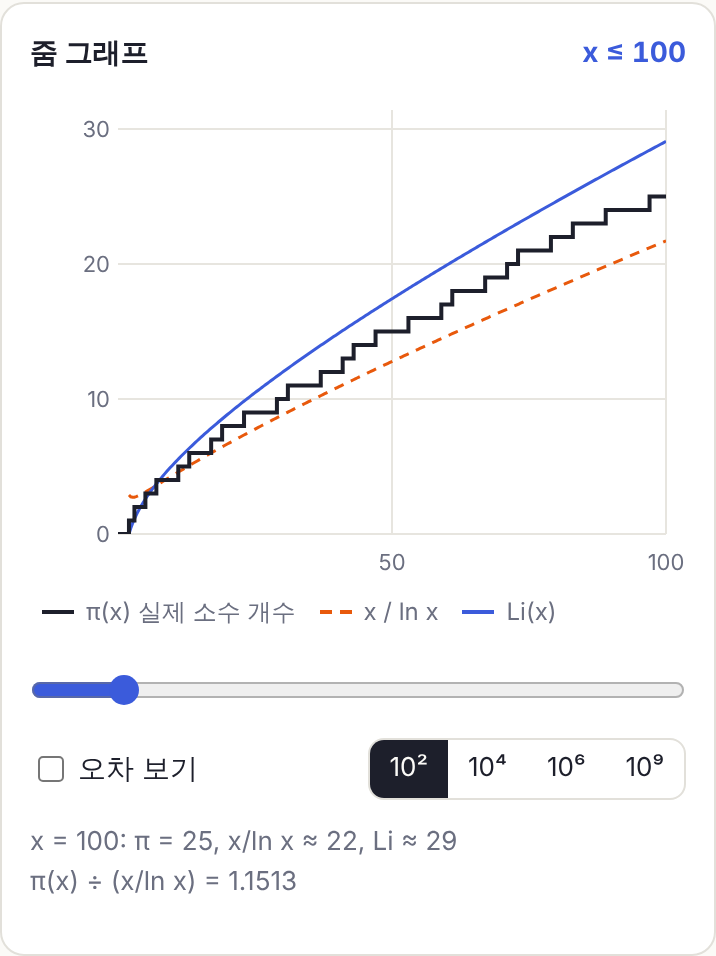 줌 그래프
x ≤ 100
30
20
10
0
50
100
π(x) 실제 소수 개수
x / ln x
Li(x)
오차 보기
10²
10⁴
10⁶
10⁹
x = 100: π = 25, x/ln x ≈ 22, Li ≈ 29
π(x) ÷ (x/ln x) = 1.1513